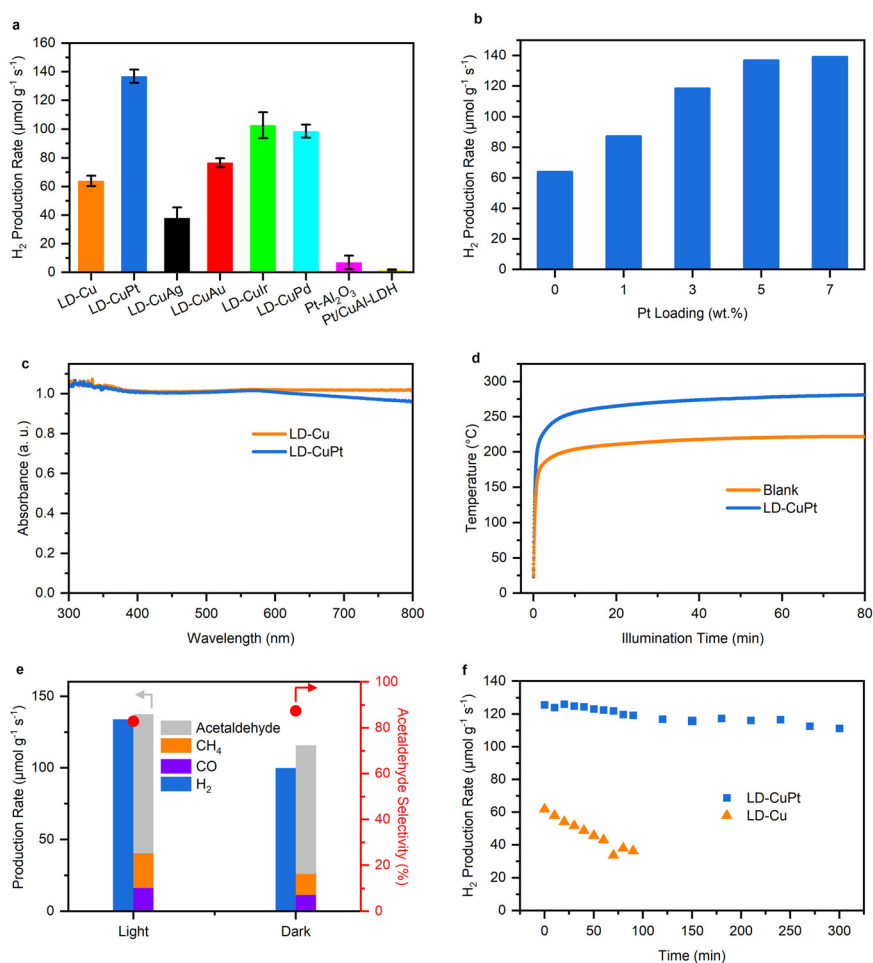 a
H₂ Production Rate (µmol g⁻¹ s⁻¹)
160
140
120
100
80
60
40
20
0
LD-Cu
LD-CuPt
LD-CuAg
LD-CuAu
LD-CuIr
LD-CuPd
Pt-Al₂O₃
Pt/CuAl-LDH
b
H₂ Production Rate (µmol g⁻¹ s⁻¹)
140
120
100
80
60
40
20
0
0 1 3 5 7
Pt Loading (wt.%)
c
Absorbance (a. u.)
1.0
0.8
0.6
0.4
0.2
0.0
LD-Cu
LD-CuPt
300 400 500 600 700 800
Wavelength (nm)
d
Temperature (°C)
300
250
200
150
100
50
25
0
Blank
LD-CuPt
0 20 40 60 80
Illumination Time (min)
e
Production Rate (µmol g⁻¹ s⁻¹)
150
100
50
0
Acetaldehyde
CH₄
CO
H₂
Light Dark
100
80
60
40
20
0
Acetaldehyde Selectivity (%)
f
H₂ Production Rate (µmol g⁻¹ s⁻¹)
140
120
100
80
60
40
20
0
LD-CuPt
LD-Cu
0 50 100 150 200 250 300
Time (min)